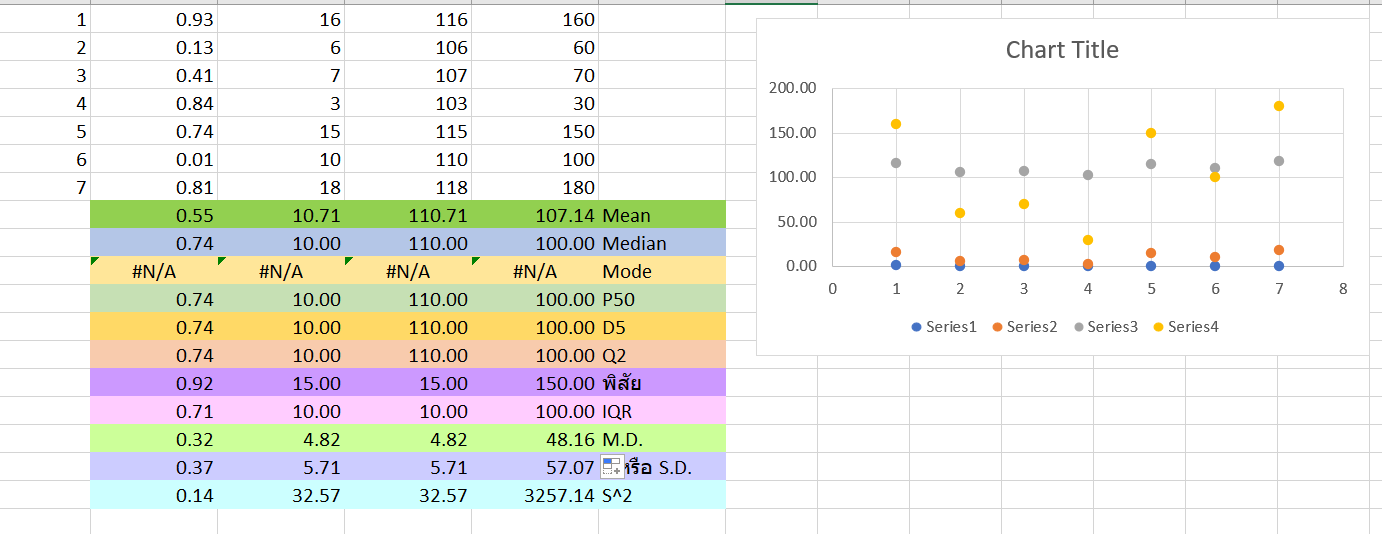 1 0.93 16 116 160
2 0.13 6 106 60
3 0.41 7 107 70
4 0.84 3 103 30
5 0.74 15 115 150
6 0.01 10 110 100
7 0.81 18 118 180
0.55 10.71 110.71 107.14 Mean
0.74 10.00 110.00 100.00 Median
#N/A #N/A #N/A #N/A Mode
0.74 10.00 110.00 100.00 P50
0.74 10.00 110.00 100.00 D5
0.74 10.00 110.00 100.00 Q2
0.92 15.00 15.00 150.00 พิสัย
0.71 10.00 10.00 100.00 IQR
0.32 4.82 4.82 48.16 M.D.
0.37 5.71 5.71 57.07 หรือ S.D.
0.14 32.57 32.57 3257.14 S^2
Chart Title
200.00
150.00
100.00
50.00
0.00
0 1 2 3 4 5 6 7 8
Series1 Series2 Series3 Series4